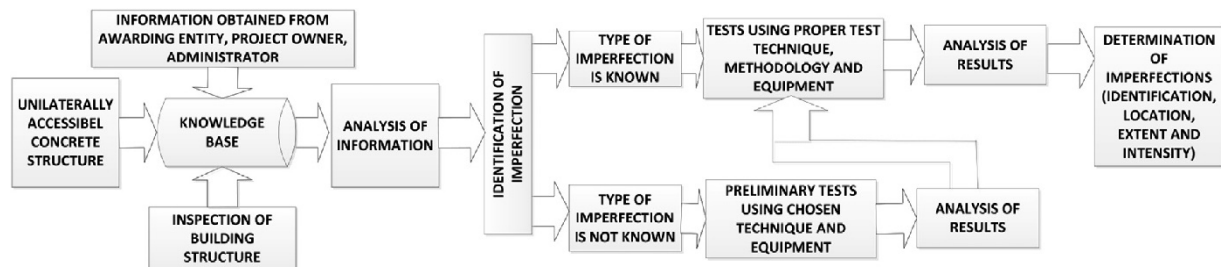 INFORMATION OBTAINED FROM
AWARDING ENTITY, PROJECT OWNER,
ADMINISTRATOR
UNILATERALLY
ACCESSIBEL
CONCRETE
STRUCTURE
KNOWLEDGE
BASE
INSPECTION OF
BUILDING
STRUCTURE
ANALYSIS OF
INFORMATION
IDENTIFICATION OF
IMPERFECTION
TYPE OF
IMPERFECTION
IS KNOWN
TESTS USING PROPER TEST
TECHNIQUE,
METHODOLOGY AND
EQUIPMENT
ANALYSIS OF
RESULTS
DETERMINATION
OF
IMPERFECTIONS
(IDENTIFICATION,
LOCATION,
EXTENT AND
INTENSITY)
TYPE OF
IMPERFECTION
IS NOT KNOWN
PRELIMINARY TESTS
USING CHOSEN
TECHNIQUE AND
EQUIPMENT
ANALYSIS OF
RESULTS